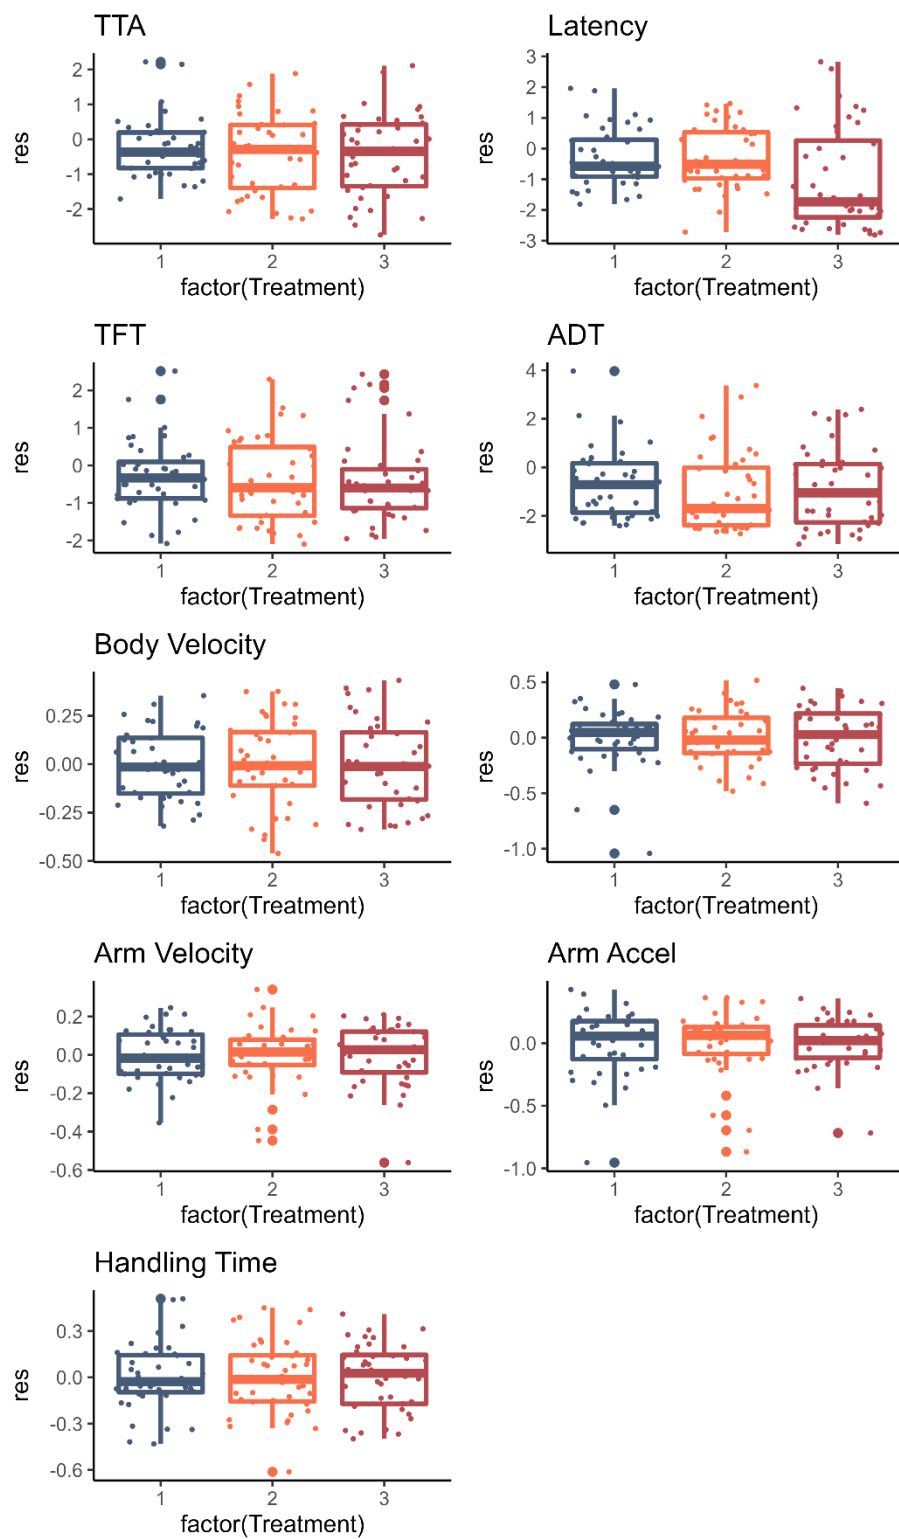 TTA
2
1
0
-1
-2
res
1 2 3
factor(Treatment)
Latency
3
2
1
0
-1
-2
-3
res
1 2 3
factor(Treatment)
TFT
2
1
0
-1
-2
res
1 2 3
factor(Treatment)
ADT
4
2
0
-2
res
1 2 3
factor(Treatment)
Body Velocity
0.25
0.00
-0.25
-0.50
res
1 2 3
factor(Treatment)
0.5
0.0
-0.5
-1.0
res
1 2 3
factor(Treatment)
Arm Velocity
0.2
0.0
-0.2
-0.4
-0.6
res
1 2 3
factor(Treatment)
Arm Accel
0.0
-0.5
-1.0
res
1 2 3
factor(Treatment)
Handling Time
0.3
0.0
-0.3
-0.6
res
1 2 3
factor(Treatment)